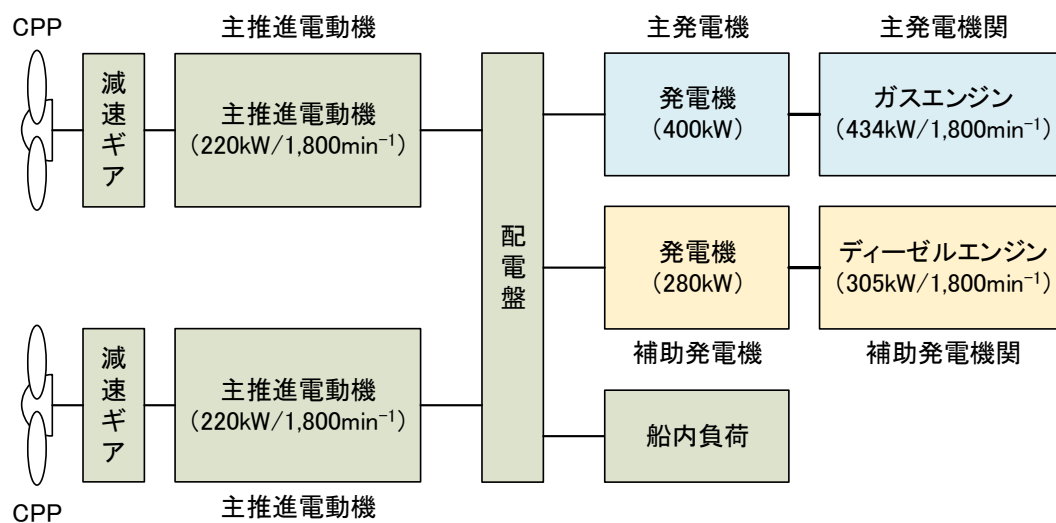 CPP
主推進電動機
主発電機
主発電機関
減速ギア
主推進電動機
（220kW/1,800min⁻¹）
発電機
（400kW）
ガスエンジン
（434kW/1,800min⁻¹）
配電盤
発電機
（280kW）
ディーゼルエンジン
（305kW/1,800min⁻¹）
補助発電機
補助発電機関
減速ギア
主推進電動機
（220kW/1,800min⁻¹）
船内負荷
CPP
主推進電動機